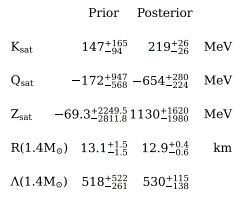 Prior Posterior
K_sat 147^{+165}_{−94} 219^{+26}_{−26} MeV
Q_sat −172^{+947}_{−568} −654^{+280}_{−224} MeV
Z_sat −69.3^{+2249.5}_{−2811.8} 1130^{+1620}_{−1980} MeV
R(1.4M_⊙) 13.1^{+1.5}_{−1.5} 12.9^{+0.4}_{−0.6} km
Λ(1.4M_⊙) 518^{+522}_{−261} 530^{+115}_{−138}